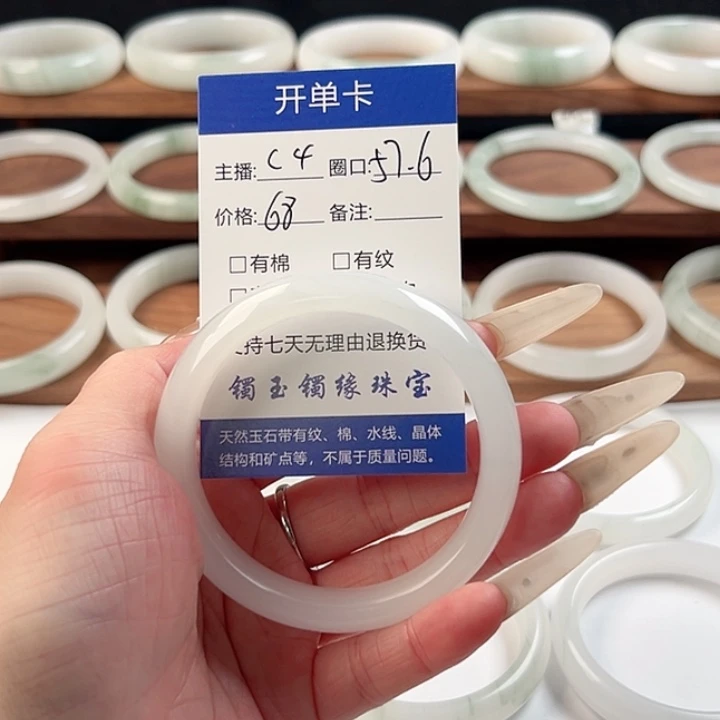 开单卡
主播: C4 圈口: 57.6
价格: 68 备注:
□有棉 □有纹
支持七天无理由退换货
镯玉镯缘珠宝
天然玉石带有纹、棉、水线、晶体
结构和矿点等，不属于质量问题。